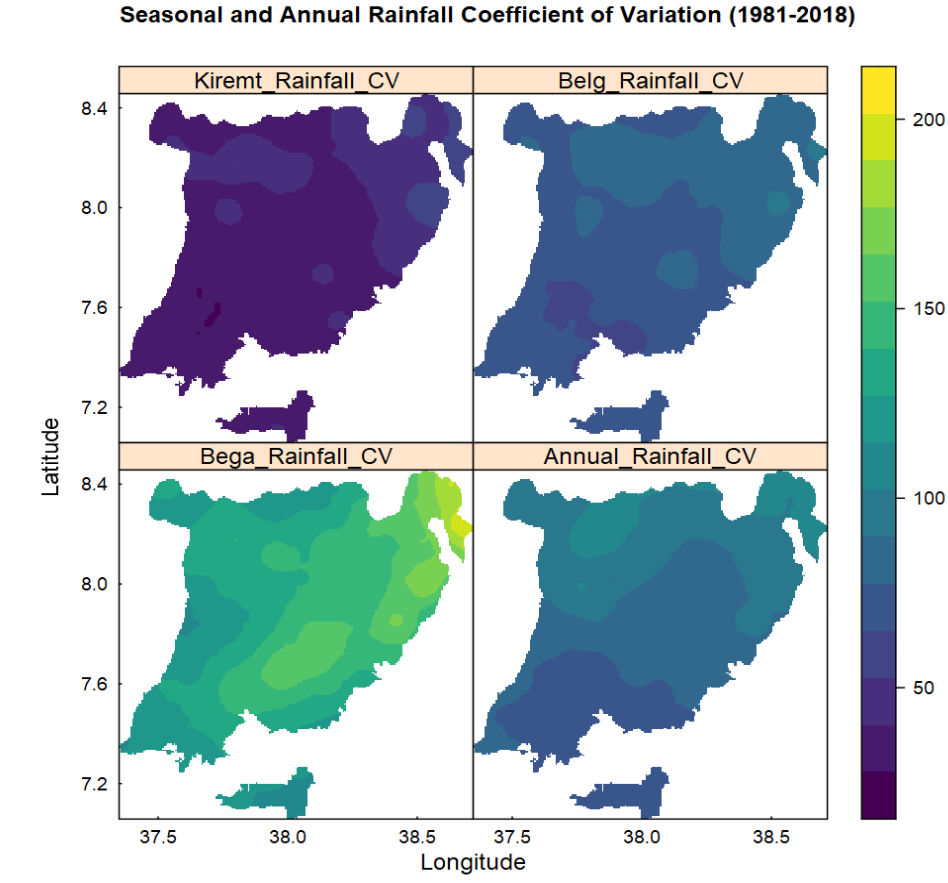 Seasonal and Annual Rainfall Coefficient of Variation (1981-2018)
Kiremt_Rainfall_CV
Belg_Rainfall_CV
8.4
8.0
7.6
7.2
Bega_Rainfall_CV
Annual_Rainfall_CV
8.4
8.0
7.6
7.2
37.5
38.0
38.5
37.5
38.0
38.5
Latitude
Longitude
200
150
100
50